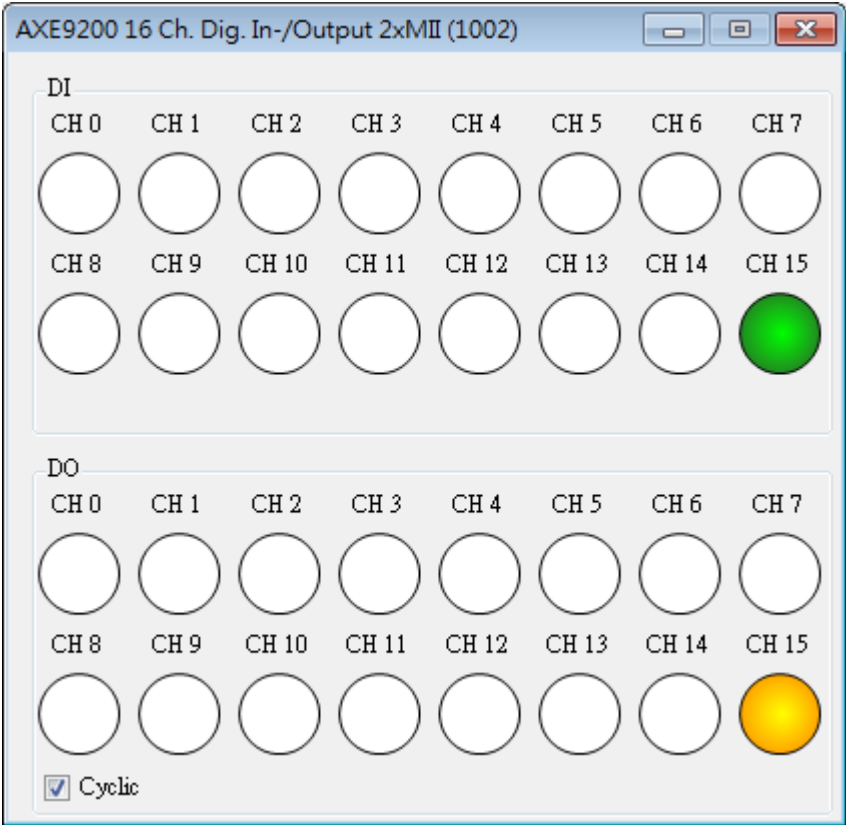 AXE9200 16 Ch. Dig. In-/Output 2xMII (1002)
DI
CH 0 CH 1 CH 2 CH 3 CH 4 CH 5 CH 6 CH 7
CH 8 CH 9 CH 10 CH 11 CH 12 CH 13 CH 14 CH 15
DO
CH 0 CH 1 CH 2 CH 3 CH 4 CH 5 CH 6 CH 7
CH 8 CH 9 CH 10 CH 11 CH 12 CH 13 CH 14 CH 15
Cyclic